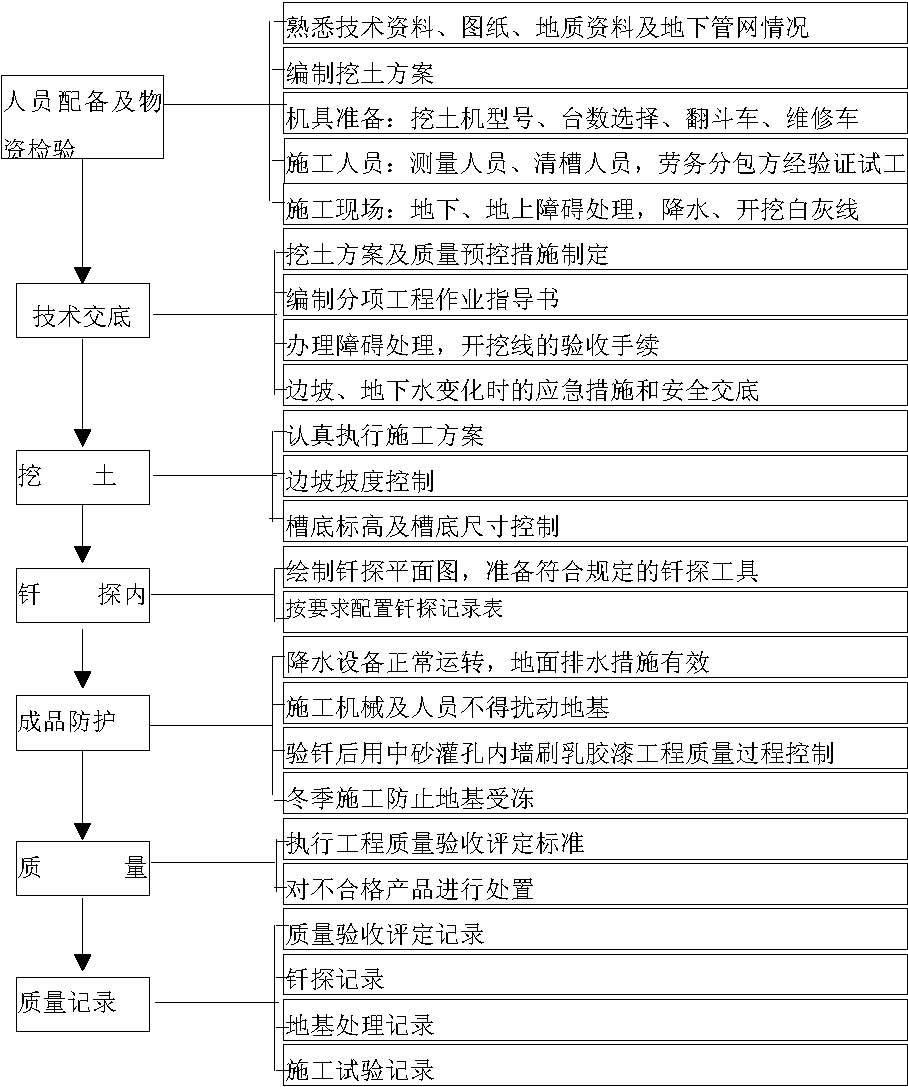 熟悉技术资料、图纸、地质资料及地下管网情况
编制挖土方案
人员配备及物
资检验
机具准备：挖土机型号、台数选择、翻斗车、维修车
施工人员：测量人员、清槽人员，劳务分包方经验证试工
施工现场：地下、地上障碍处理，降水、开挖白灰线
挖土方案及质量预控措施制定
技术交底
编制分项工程作业指导书
办理障碍处理，开挖线的验收手续
边坡、地下水变化时的应急措施和安全交底
认真执行施工方案
挖 土
边坡坡度控制
槽底标高及槽底尺寸控制
绘制钎探平面图，准备符合规定的钎探工具
钎 探内
按要求配置钎探记录表
降水设备正常运转，地面排水措施有效
成品防护
施工机械及人员不得扰动地基
验钎后用中砂灌孔内墙刷乳胶漆工程质量过程控制
冬季施工防止地基受冻
执行工程质量验收评定标准
质 量
对不合格产品进行处置
质量验收评定记录
钎探记录
质量记录
地基处理记录
施工试验记录